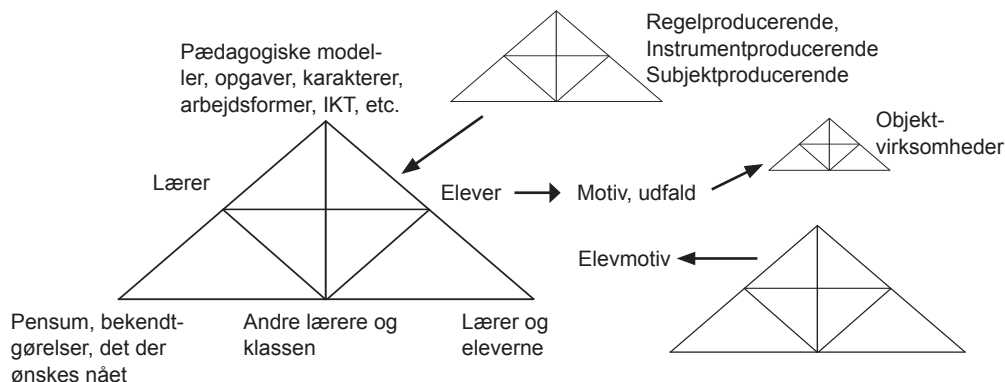 Regelproducerende,
Instrumentproducerende
Subjektproducerende
Pædagogiske model-
ler, opgaver, karakterer,
arbejdsformer, IKT, etc.
Objekt-
virksomheder
Lærer
Elever
Motiv, udfald
Elevmotiv
Pensum, bekendt-
gørelser, det der
ønskes nået
Andre lærere og
klassen
Lærer og
eleverne